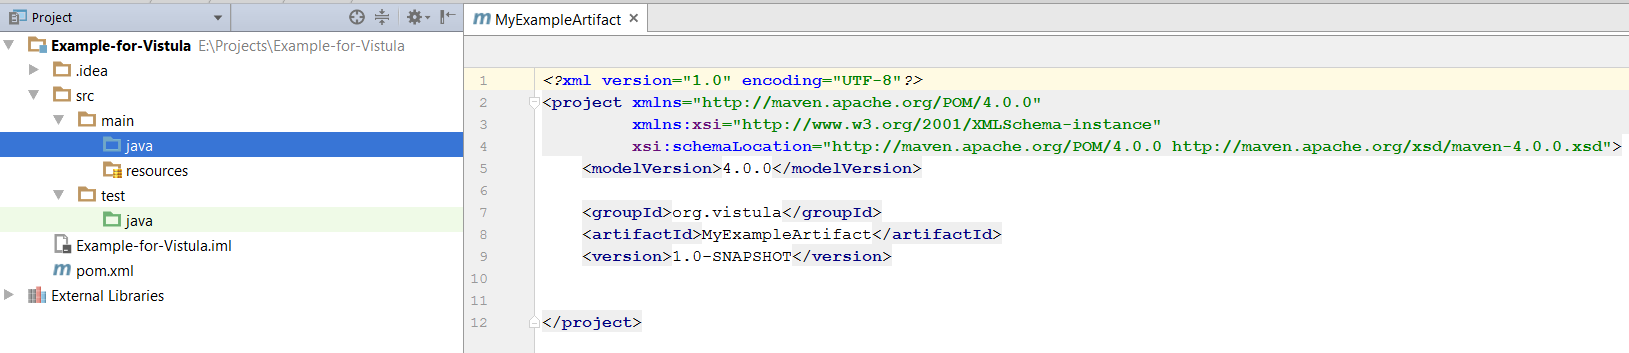 Project
Example-for-Vistula E:\Projects\Example-for-Vistula
.idea
src
main
java
resources
test
java
Example-for-Vistula.iml
pom.xml
External Libraries
MyExampleArtifact
1 <?xml version="1.0" encoding="UTF-8"?>
2 <project xmlns="http://maven.apache.org/POM/4.0.0"
3 xmlns:xsi="http://www.w3.org/2001/XMLSchema-instance"
4 xsi:schemaLocation="http://maven.apache.org/POM/4.0.0 http://maven.apache.org/xsd/maven-4.0.0.xsd">
5 <modelVersion>4.0.0</modelVersion>
6
7 <groupId>org.vistula</groupId>
8 <artifactId>MyExampleArtifact</artifactId>
9 <version>1.0-SNAPSHOT</version>
10
11
12 </project>